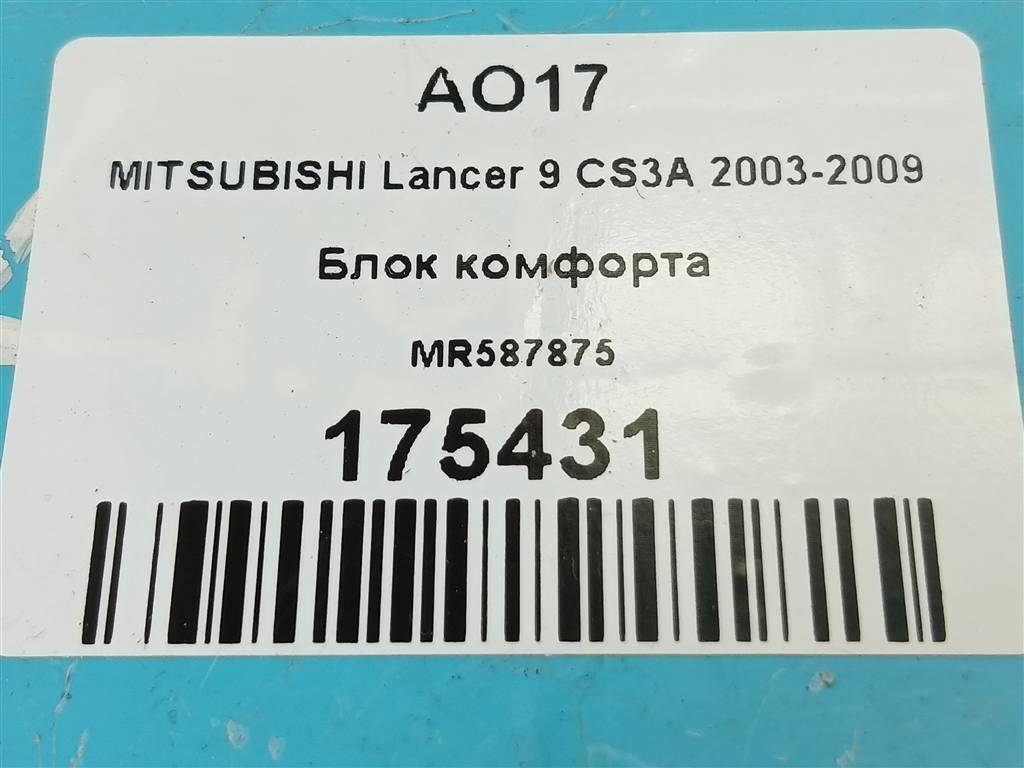 AO17
MITSUBISHI Lancer 9 CS3A 2003-2009
Блок комфорта
MR587875
175431